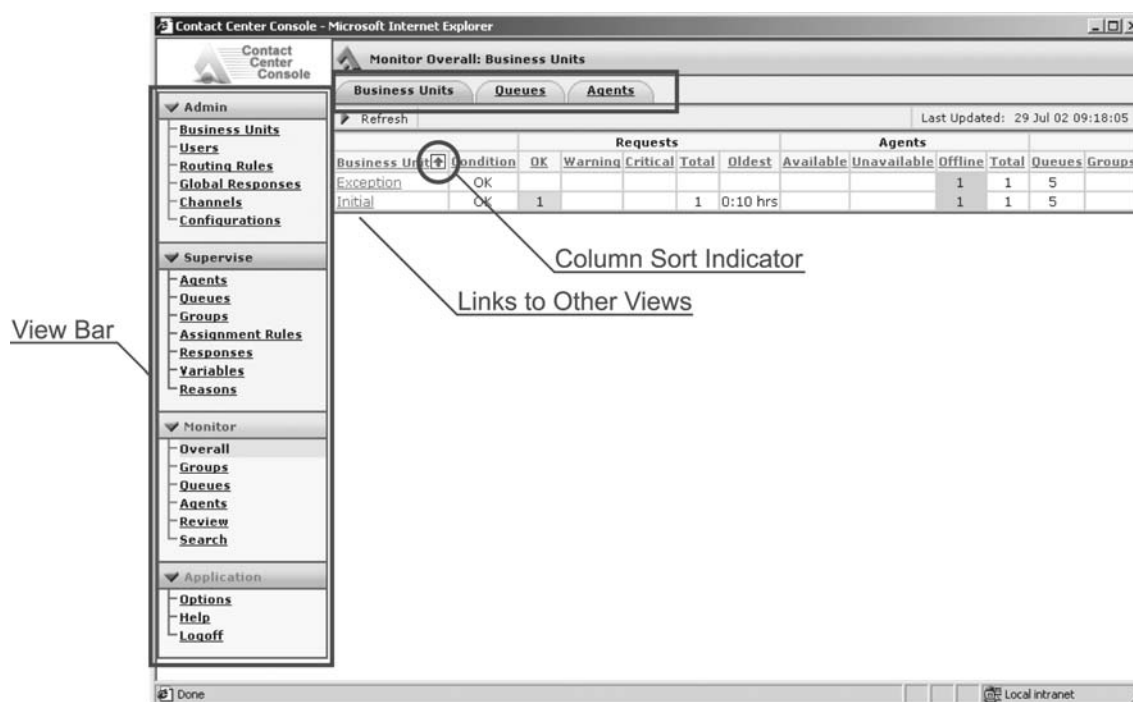 Contact Center Console - Microsoft Internet Explorer
Contact
Center
Console
Monitor Overall: Business Units
Business Units Queues Agents
Refresh Last Updated: 29 Jul 02 09:18:05
Requests Agents
Business Unit Condition OK Warning Critical Total Oldest Available Unavailable Offline Total Queues Groups
Exception OK 1 1 5
Initial OK 1 1 0:10 hrs 1 1 5
Admin
Business Units
Users
Routing Rules
Global Responses
Channels
Configurations
Supervise
Agents
Queues
Groups
Assignment Rules
Responses
Variables
Reasons
Monitor
Overall
Groups
Queues
Agents
Review
Search
Application
Options
Help
Logoff
Column Sort Indicator
Links to Other Views
View Bar
Done Local intranet